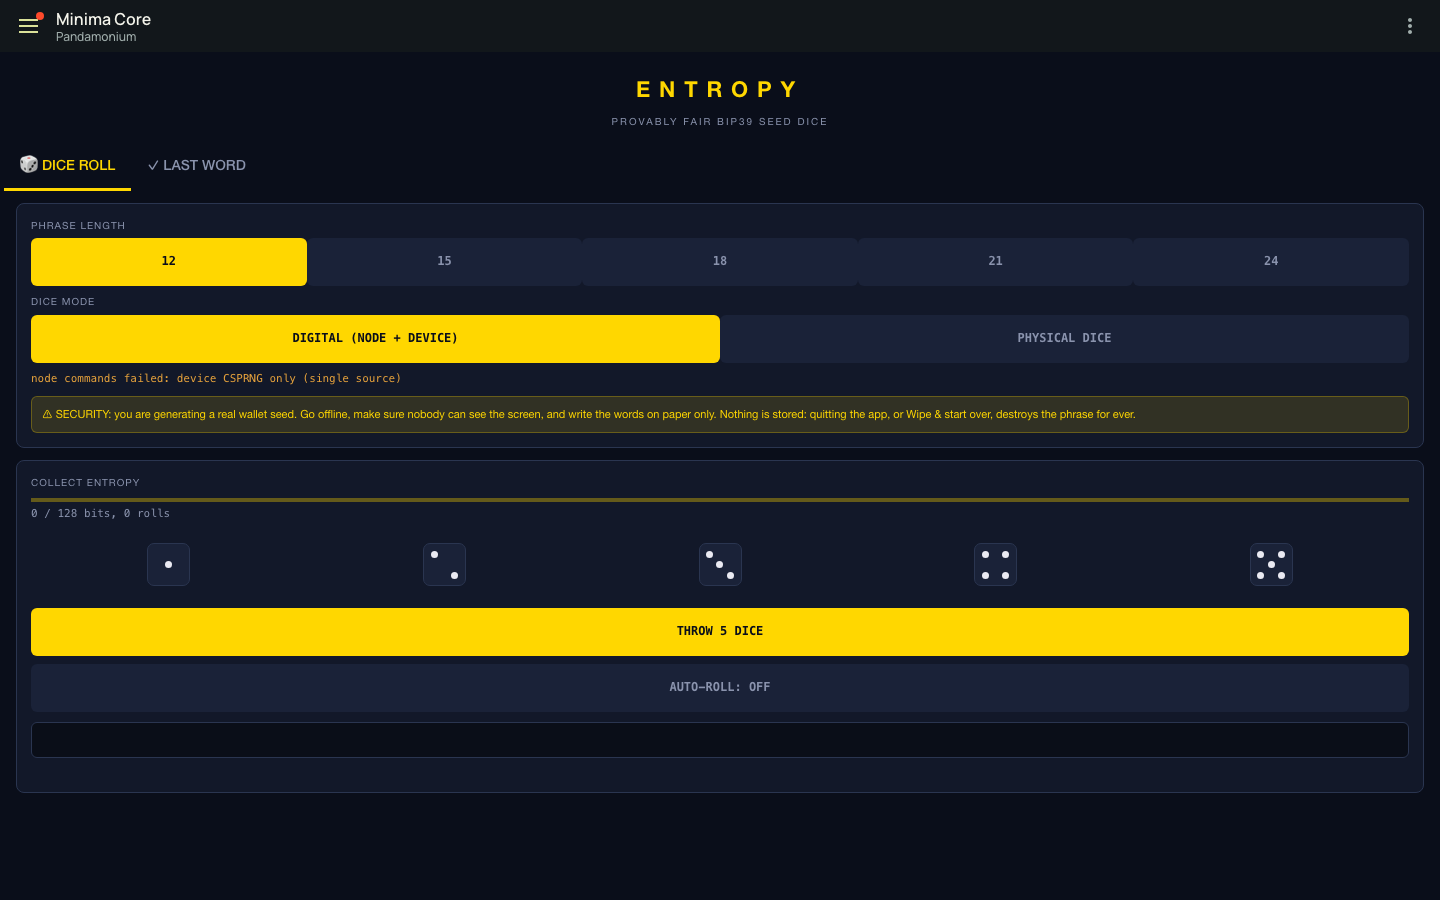 Minima Core
Pandamonium
ENTROPY
PROVABLY FAIR BIP39 SEED DICE
🎲 DICE ROLL
✓ LAST WORD
PHRASE LENGTH
12
15
18
21
24
DICE MODE
DIGITAL (NODE + DEVICE)
PHYSICAL DICE
node commands failed: device CSPRNG only (single source)
⚠ SECURITY: you are generating a real wallet seed. Go offline, make sure nobody can see the screen, and write the words on paper only. Nothing is stored: quitting the app, or Wipe & start over, destroys the phrase for ever.
COLLECT ENTROPY
0 / 128 bits, 0 rolls
THROW 5 DICE
AUTO-ROLL: OFF